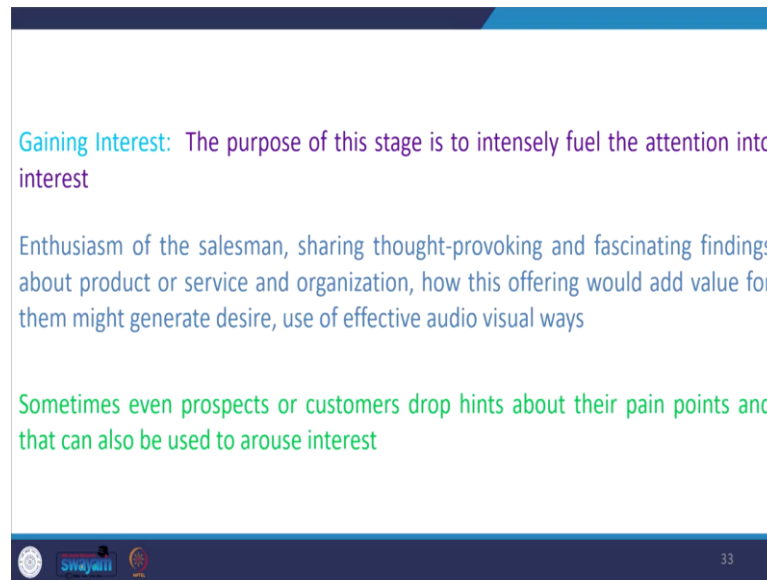 Gaining Interest: The purpose of this stage is to intensely fuel the attention into
interest
Enthusiasm of the salesman, sharing thought-provoking and fascinating findings
about product or service and organization, how this offering would add value for
them might generate desire, use of effective audio visual ways
Sometimes even prospects or customers drop hints about their pain points and
that can also be used to arouse interest
swayam
33